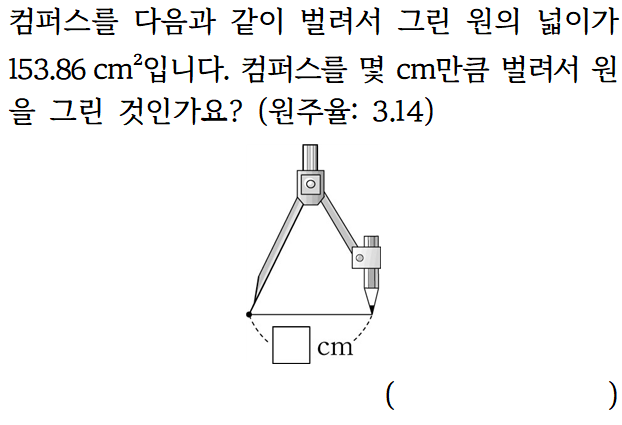 컴퍼스를 다음과 같이 벌려서 그린 원의 넓이가
153.86 cm²입니다. 컴퍼스를 몇 cm만큼 벌려서 원
을 그린 것인가요? (원주율: 3.14)
□ cm
( )